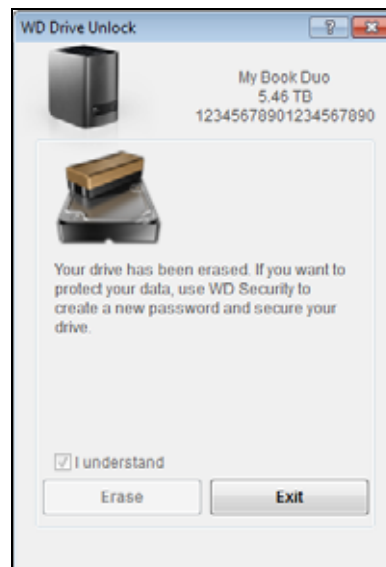 WD Drive Unlock
My Book Duo
5.46 TB
12345678901234567890
Your drive has been erased. If you want to
protect your data, use WD Security to
create a new password and secure your
drive.
I understand
Erase
Exit